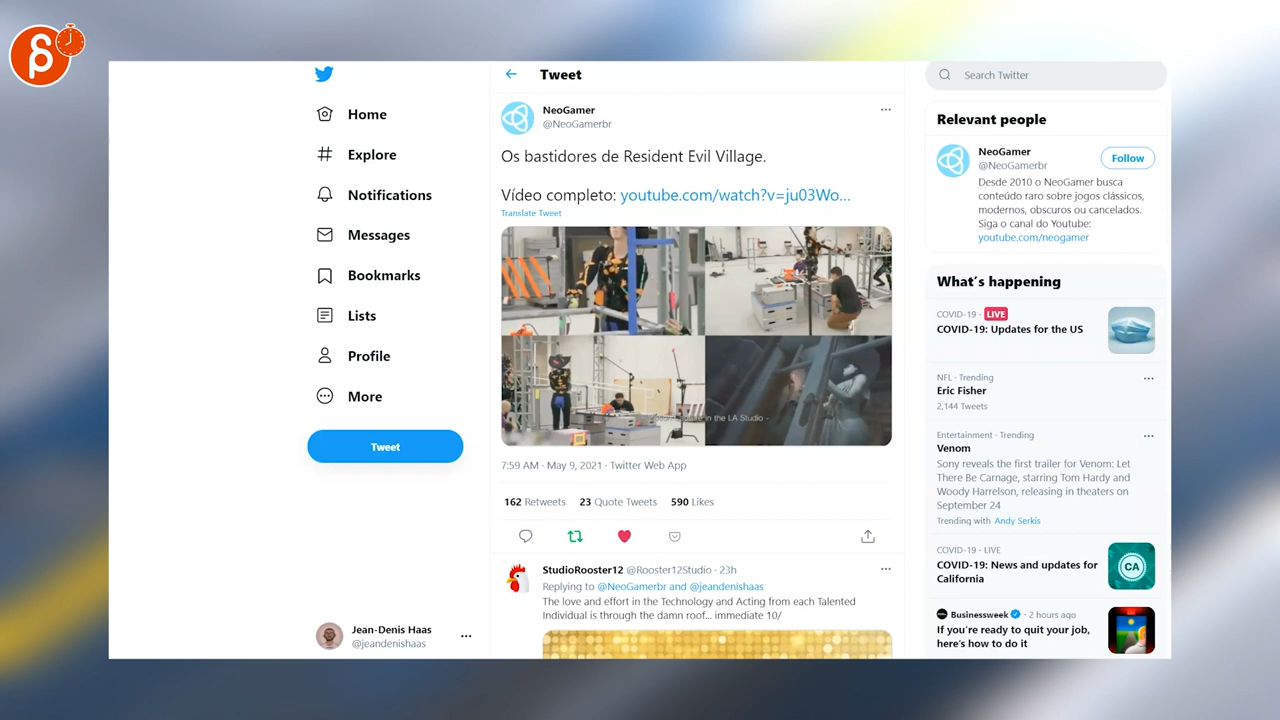 Home
Explore
Notifications
Messages
Bookmarks
Lists
Profile
More
Tweet
Jean-Denis Haas
@jeandenishaas
Tweet
NeoGamer
@NeoGamerbr
Os bastidores de Resident Evil Village.
Vídeo completo: youtube.com/watch?v=ju03Wo...
Translate Tweet
in the LA Studio -
7:59 AM · May 9, 2021 · Twitter Web App
162 Retweets 23 Quote Tweets 590 Likes
StudioRooster12 @Rooster12Studio · 23h
Replying to @NeoGamerbr and @jeandenishaas
The love and effort in the Technology and Acting from each Talented
Individual is through the damn roof... immediate 10/
Search Twitter
Relevant people
NeoGamer
@NeoGamerbr
Follow
Desde 2010 o NeoGamer busca
conteúdo raro sobre jogos clássicos,
modernos, obscuros ou cancelados.
Siga o canal do Youtube:
youtube.com/neogamer
What's happening
COVID-19 · LIVE
COVID-19: Updates for the US
NFL · Trending
Eric Fisher
2,144 Tweets
Entertainment · Trending
Venom
Sony reveals the first trailer for Venom: Let
There Be Carnage, starring Tom Hardy and
Woody Harrelson, releasing in theaters on
September 24
Trending with Andy Serkis
COVID-19 · LIVE
COVID-19: News and updates for
California
CA
Businessweek · 2 hours ago
If you're ready to quit your job,
here's how to do it